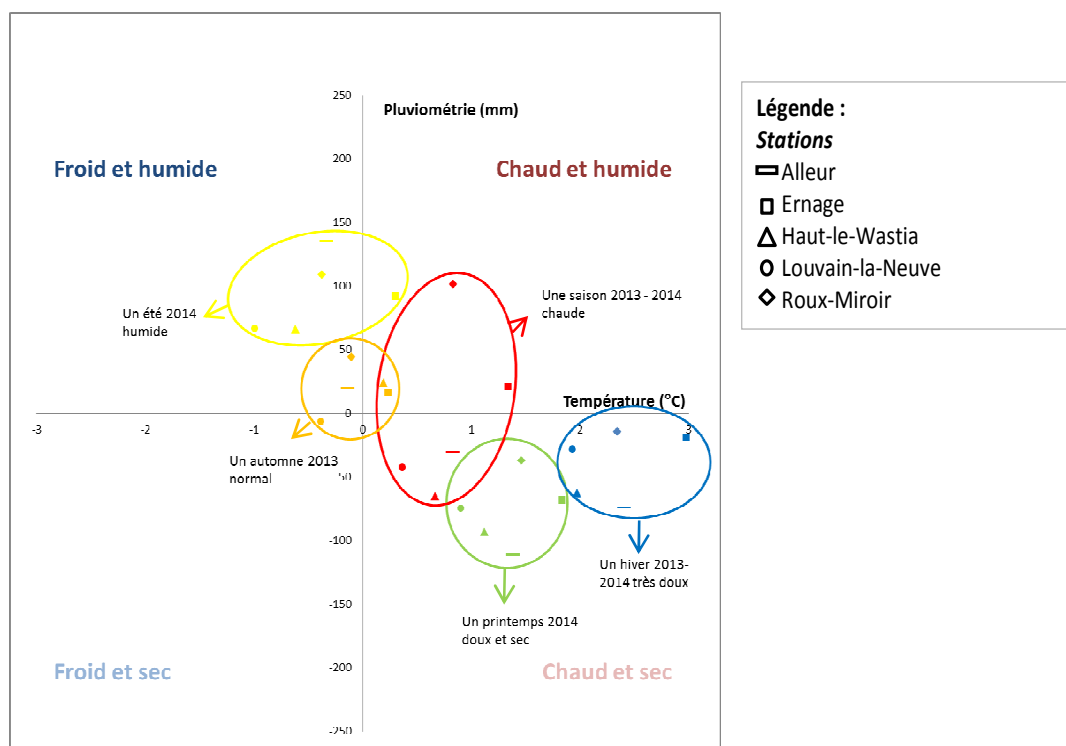 Pluviométrie (mm)
Froid et humide
Chaud et humide
250
200
150
100
50
0
-50
-100
-150
-200
-250
-3
-2
-1
0
1
2
3
Température (°C)
Un été 2014
humide
Une saison 2013 - 2014
chaude
Un automne 2013
normal
Un hiver 2013-
2014 très doux
Un printemps 2014
doux et sec
Froid et sec
Chaud et sec
Légende :
Stations
Alleur
Ernage
Haut-le-Wastia
Louvain-la-Neuve
Roux-Miroir